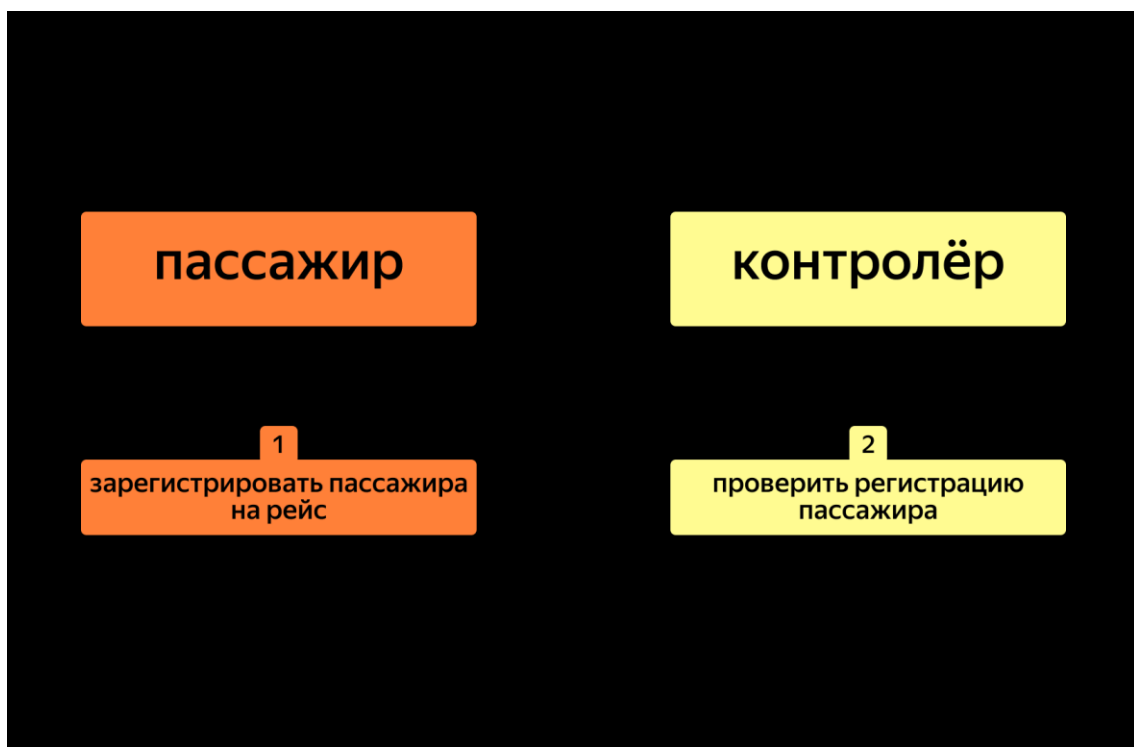 пассажир
контролёр
1
зарегистрировать пассажира
на рейс
2
проверить регистрацию
пассажира